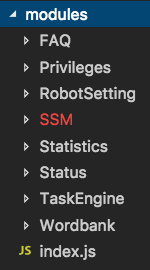 modules
FAQ
Privileges
RobotSetting
SSM
Statistics
Status
TaskEngine
Wordbank
JS index.js